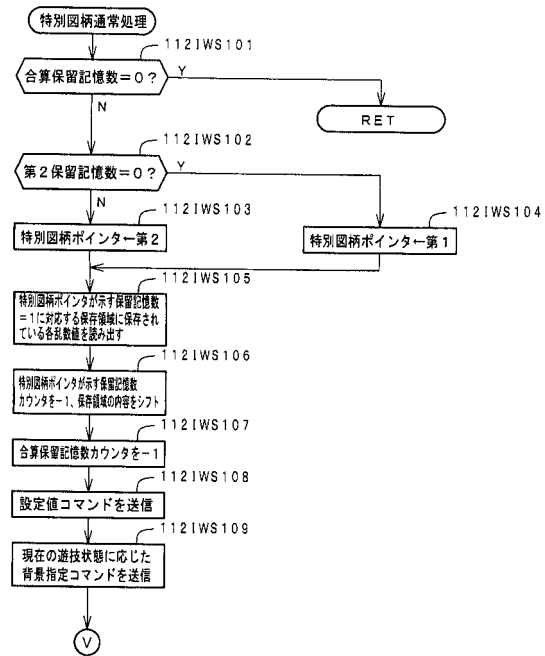 特別図柄通常処理
112IWS101
合算保留記憶数=0?
Y
N
RET
112IWS102
第2保留記憶数=0?
Y
N
112IWS103
特別図柄ポインタ←第2
112IWS104
特別図柄ポインタ←第1
112IWS105
特別図柄ポインタが示す保留記憶数
=1に対応する保存領域に保存され
ている各乱数値を読み出す
112IWS106
特別図柄ポインタが示す保留記憶数
カウンタを-1、保存領域の内容をシフト
112IWS107
合算保留記憶数カウンタを-1
112IWS108
設定値コマンドを送信
112IWS109
現在の遊技状態に応じた
背景指定コマンドを送信
V